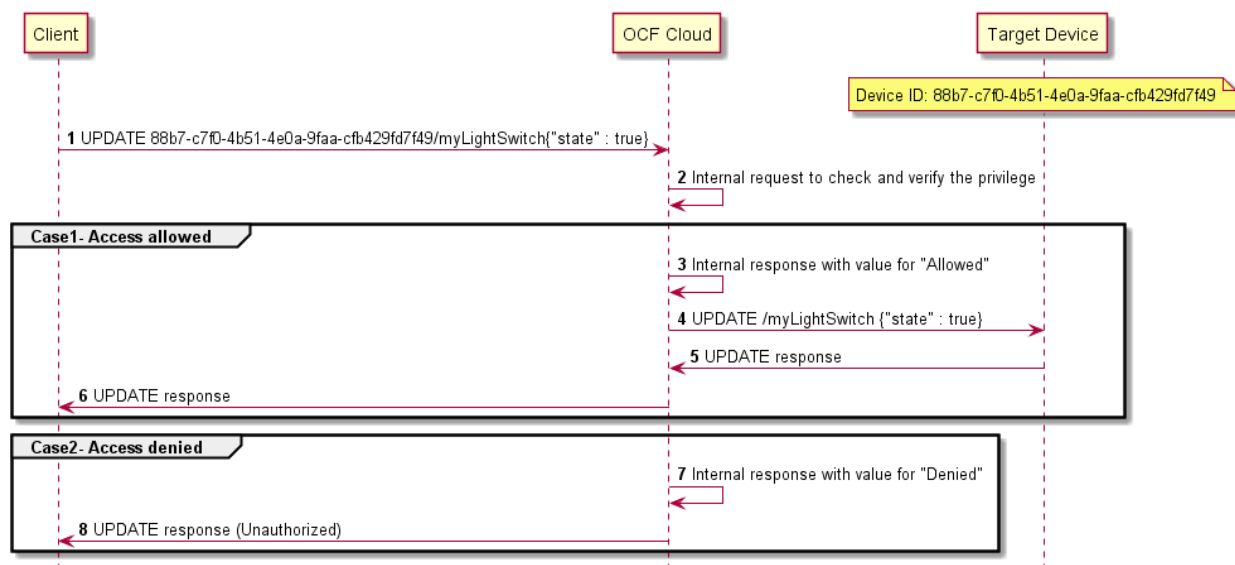 Client
OCF Cloud
Target Device
Device ID: 88b7-c7f0-4b51-4e0a-9faa-cfb429fd7f49
1 UPDATE 88b7-c7f0-4b51-4e0a-9faa-cfb429fd7f49/myLightSwitch{"state" : true}
2 Internal request to check and verify the privilege
Case1- Access allowed
3 Internal response with value for "Allowed"
4 UPDATE /myLightSwitch {"state" : true}
5 UPDATE response
6 UPDATE response
Case2- Access denied
7 Internal response with value for "Denied"
8 UPDATE response (Unauthorized)